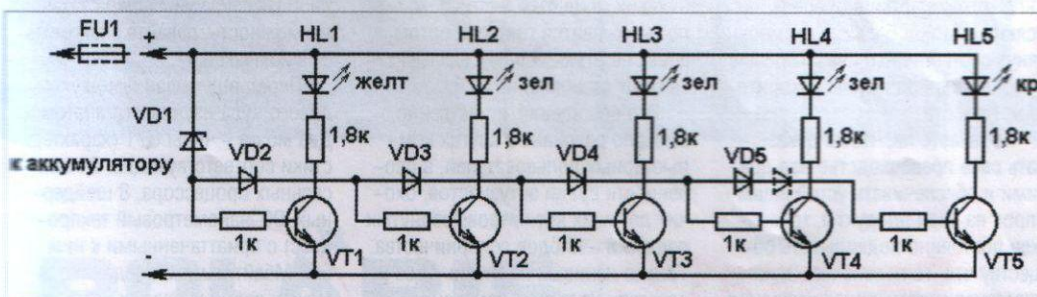 FU1 + HL1 HL2 HL3 HL4 HL5
желт зел зел зел кр
VD1 1,8к 1,8к 1,8к 1,8к 1,8к
к аккумулятору VD2 VD3 VD4 VD5
1к 1к 1к 1к 1к
- VT1 VT2 VT3 VT4 VT5